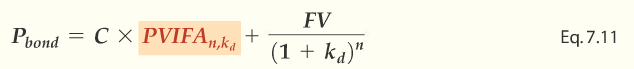 P_bond = C × PVIFA_n,k_d + FV / (1 + k_d)^n Eq. 7.11